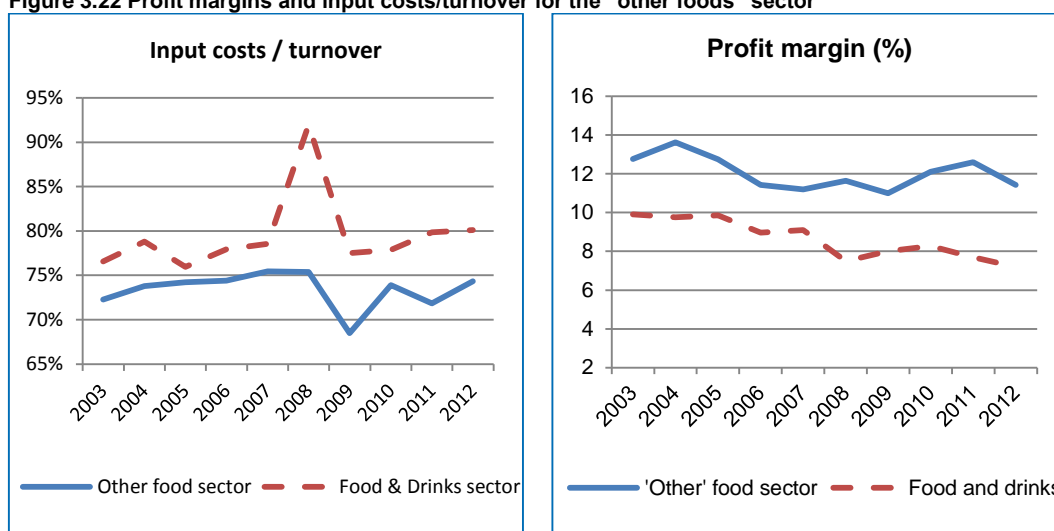 Figure 3.22 Profit margins and input costs/turnover for the "other foods" sector
Input costs / turnover
95%
90%
85%
80%
75%
70%
65%
2003 2004 2005 2006 2007 2008 2009 2010 2011 2012
Other food sector Food & Drinks sector
Profit margin (%)
16
14
12
10
8
6
4
2
2003 2004 2005 2006 2007 2008 2009 2010 2011 2012
'Other' food sector Food and drinks